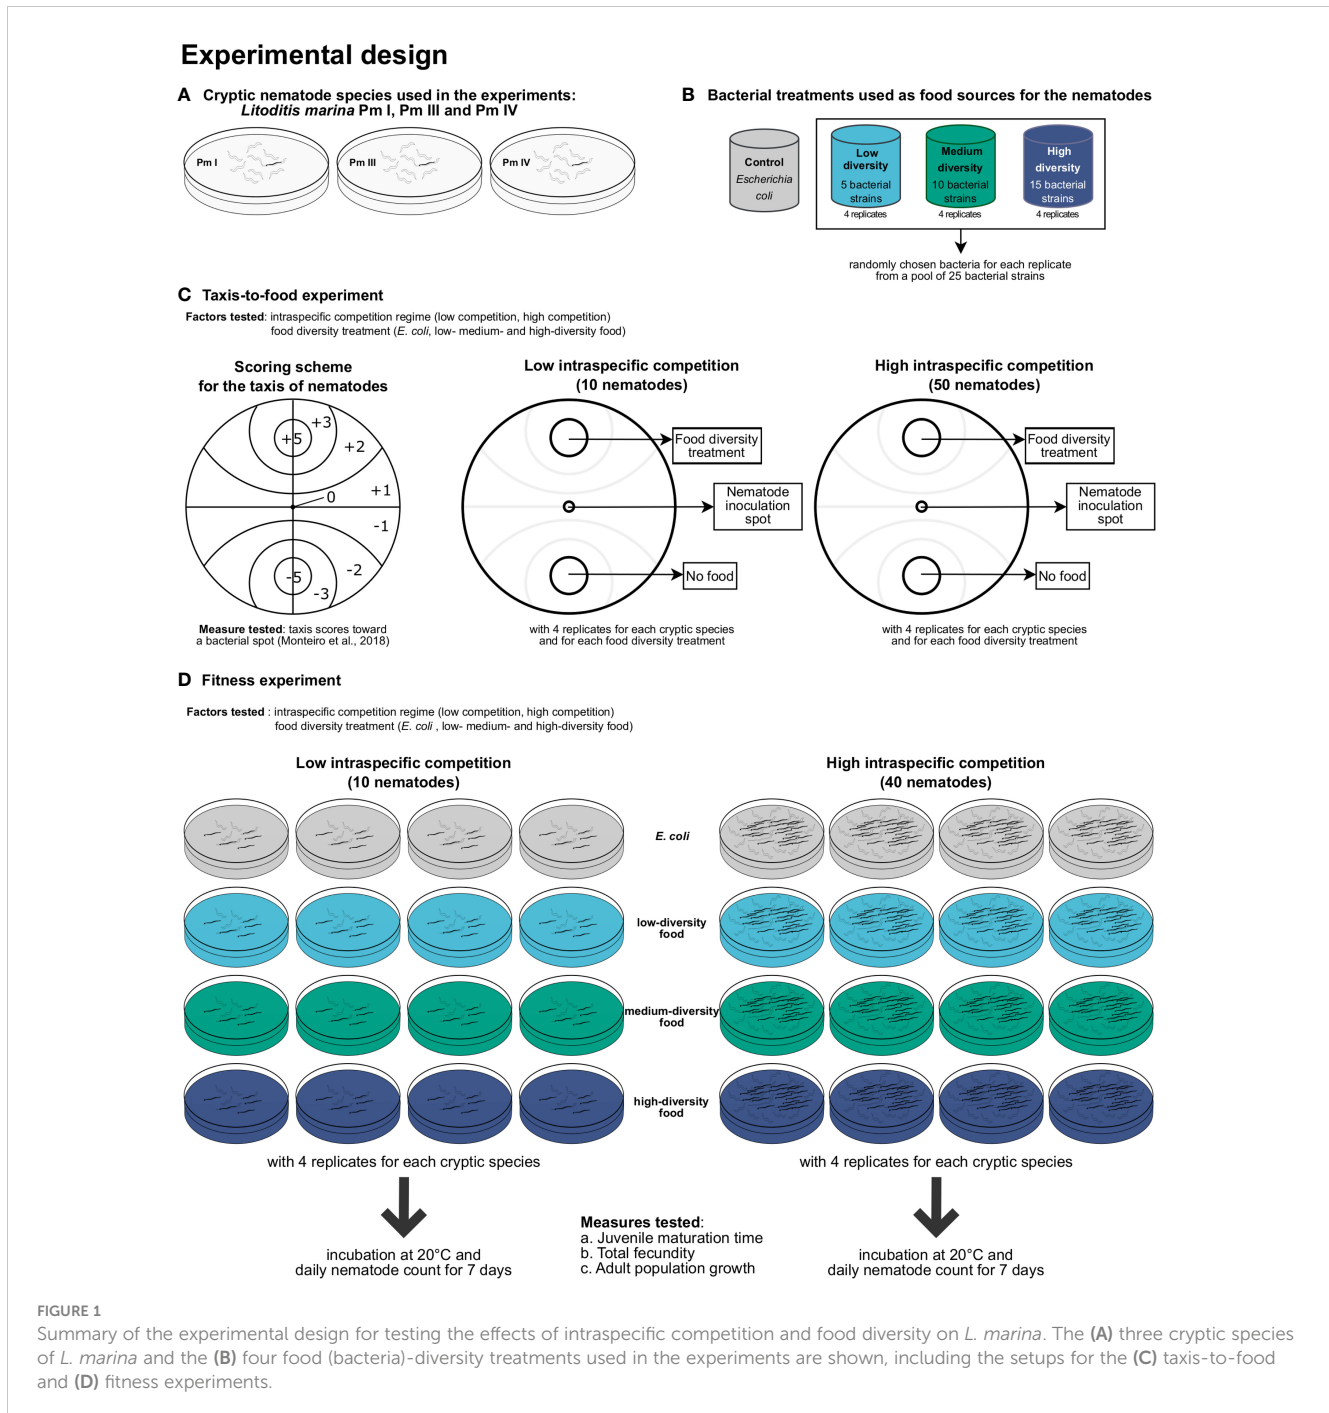 Experimental design
A Cryptic nematode species used in the experiments:
Litoditis marina Pm I, Pm III and Pm IV
Pm I
Pm III
Pm IV
B Bacterial treatments used as food sources for the nematodes
Control
Escherichia
coli
Low
diversity
5 bacterial
strains
4 replicates
Medium
diversity
10 bacterial
strains
4 replicates
High
diversity
15 bacterial
strains
4 replicates
randomly chosen bacteria for each replicate
from a pool of 25 bacterial strains
C Taxis-to-food experiment
Factors tested: intraspecific competition regime (low competition, high competition)
food diversity treatment (E. coli, low- medium- and high-diversity food)
Scoring scheme
for the taxis of nematodes
+5
+3
+2
+1
0
-1
-2
-3
-5
Measure tested: taxis scores toward
a bacterial spot (Monteiro et al., 2018)
Low intraspecific competition
(10 nematodes)
Food diversity
treatment
Nematode
inoculation
spot
No food
with 4 replicates for each cryptic species
and for each food diversity treatment
High intraspecific competition
(50 nematodes)
Food diversity
treatment
Nematode
inoculation
spot
No food
with 4 replicates for each cryptic species
and for each food diversity treatment
D Fitness experiment
Factors tested : intraspecific competition regime (low competition, high competition)
food diversity treatment (E. coli , low- medium- and high-diversity food)
Low intraspecific competition
(10 nematodes)
High intraspecific competition
(40 nematodes)
E. coli
low-diversity
food
medium-diversity
food
high-diversity
food
with 4 replicates for each cryptic species
with 4 replicates for each cryptic species
incubation at 20°C and
daily nematode count for 7 days
Measures tested:
a. Juvenile maturation time
b. Total fecundity
c. Adult population growth
incubation at 20°C and
daily nematode count for 7 days
FIGURE 1
Summary of the experimental design for testing the effects of intraspecific competition and food diversity on L. marina. The (A) three cryptic species
of L. marina and the (B) four food (bacteria)-diversity treatments used in the experiments are shown, including the setups for the (C) taxis-to-food
and (D) fitness experiments.